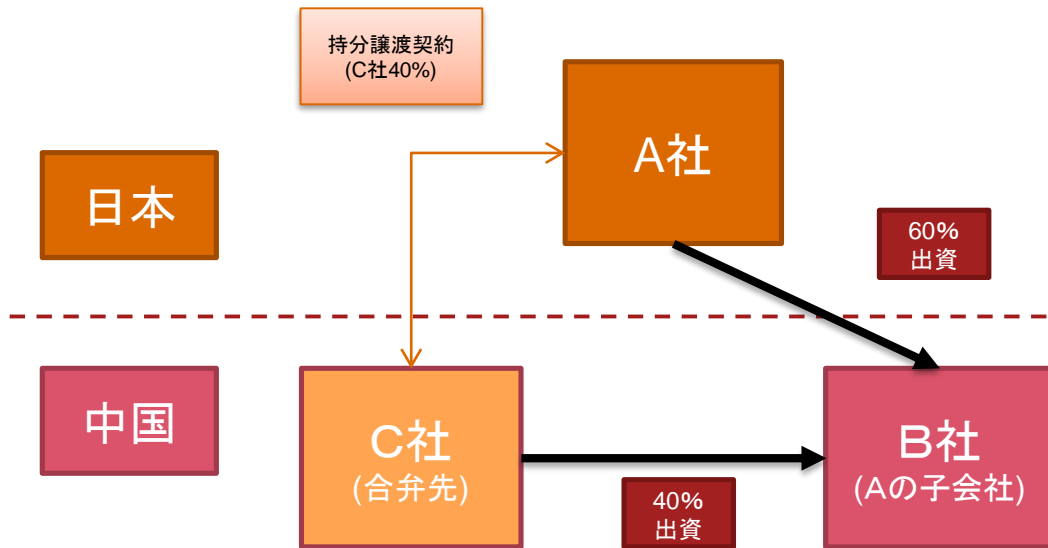 持分譲渡契約
(C社40%)
A社
日本
60%
出資
中国
C社
(合弁先)
B社
(Aの子会社)
40%
出資